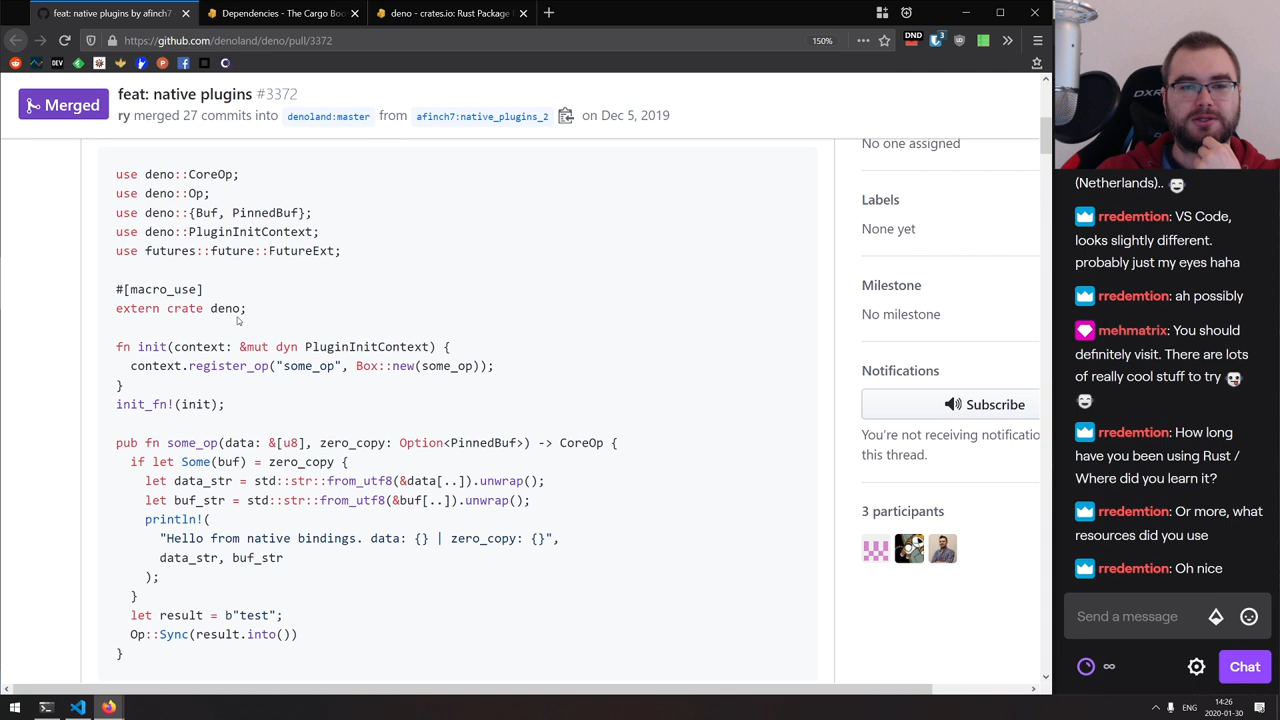 feat: native plugins by afinch7
Dependencies - The Cargo Boo
deno - crates.io: Rust Package
https://github.com/denoland/deno/pull/3372
150%
DND
3
DEV
Merged
feat: native plugins #3372
ry merged 27 commits into denoland:master from afinch7:native_plugins_2 on Dec 5, 2019
use deno::CoreOp;
use deno::Op;
use deno::{Buf, PinnedBuf};
use deno::PluginInitContext;
use futures::future::FutureExt;
#[macro_use]
extern crate deno;
fn init(context: &mut dyn PluginInitContext) {
context.register_op("some_op", Box::new(some_op));
}
init_fn!(init);
pub fn some_op(data: &[u8], zero_copy: Option<PinnedBuf>) -> CoreOp {
if let Some(buf) = zero_copy {
let data_str = std::str::from_utf8(&data[..]).unwrap();
let buf_str = std::str::from_utf8(&buf[..]).unwrap();
println!(
"Hello from native bindings. data: {} | zero_copy: {}",
data_str, buf_str
);
}
let result = b"test";
Op::Sync(result.into())
}
No one assigned
Labels
None yet
Milestone
No milestone
Notifications
Subscribe
You're not receiving notificatio
this thread.
3 participants
DXR
(Netherlands)..
rredemtion: VS Code,
looks slightly different.
probably just my eyes haha
rredemtion: ah possibly
mehmatrix: You should
definitely visit. There are lots
of really cool stuff to try
rredemtion: How long
have you been using Rust /
Where did you learn it?
rredemtion: Or more, what
resources did you use
rredemtion: Oh nice
Send a message
∞
Chat
ENG
14:26
2020-01-30